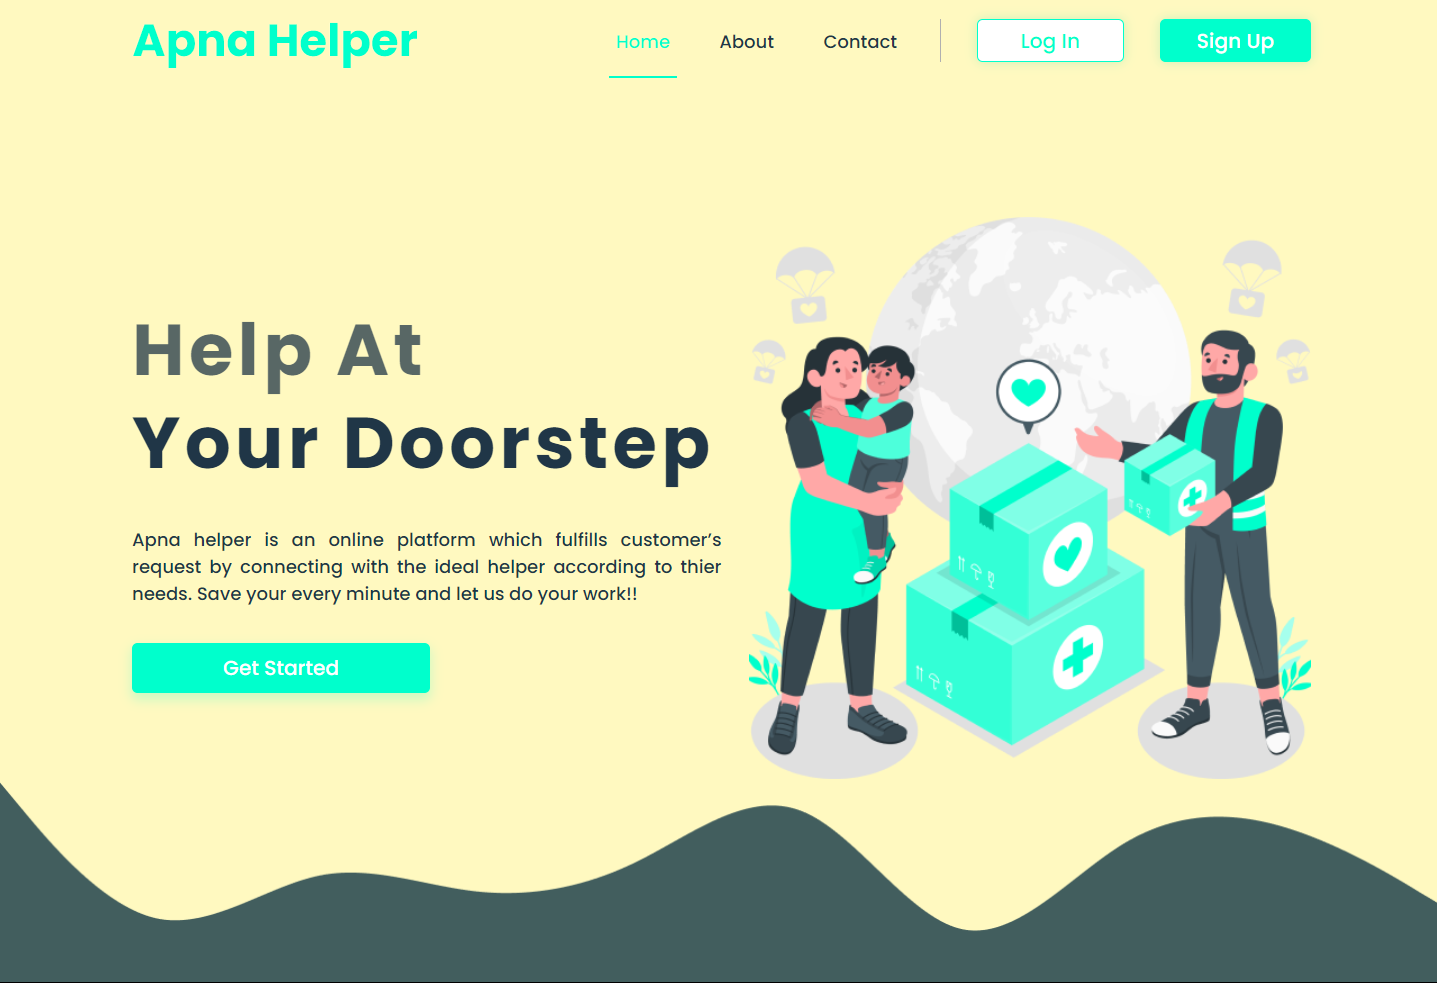 Apna Helper
Home
About
Contact
Log In
Sign Up
Help At
Your Doorstep
Apna helper is an online platform which fulfills customer’s
request by connecting with the ideal helper according to thier
needs. Save your every minute and let us do your work!!
Get Started